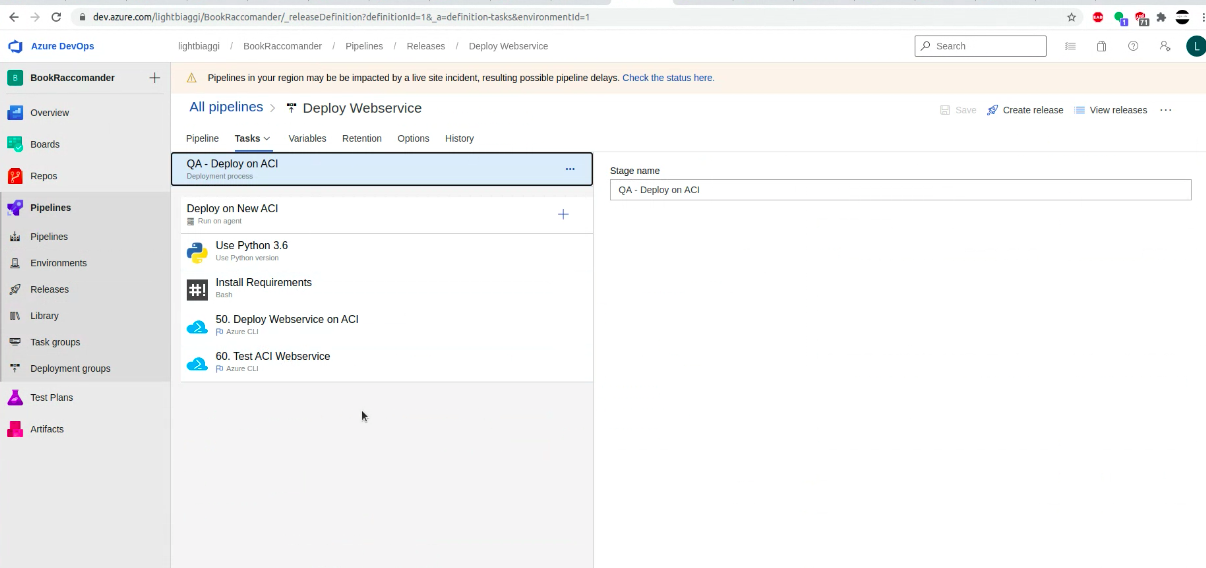 dev.azure.com/lightbiaggi/BookRaccomander/_releaseDefinition?definitionId=1&_a=definition-tasks&environmentId=1
Azure DevOps
lightbiaggi / BookRaccomander / Pipelines / Releases / Deploy Webservice
Search
L
B BookRaccomander
Pipelines in your region may be be impacted by a live site incident, resulting possible pipeline delays. Check the status here.
Overview
Boards
Repos
Pipelines
Pipelines
Environments
Releases
Library
Task groups
Deployment groups
Test Plans
Artifacts
All pipelines > Deploy Webservice
Save Create release View releases ...
Pipeline Tasks Variables Retention Options History
QA - Deploy on ACI
Deployment process
Deploy on New ACI
Run on agent
Use Python 3.6
Use Python version
#! Install Requirements
Bash
50. Deploy Webservice on ACI
Azure CLI
60. Test ACI Webservice
Azure CLI
Stage name
QA - Deploy on ACI